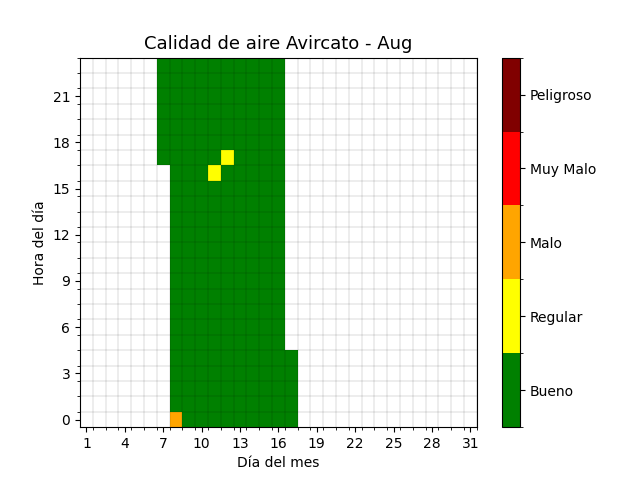 Calidad de aire Avircato - Aug
Hora del día
21
18
15
12
9
6
3
0
1 4 7 10 13 16 19 22 25 28 31
Día del mes
Peligroso
Muy Malo
Malo
Regular
Bueno